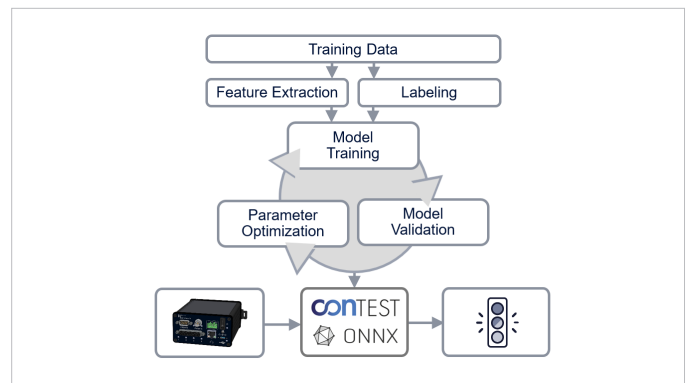 Training Data
Feature Extraction
Labeling
Model
Training
Parameter
Optimization
Model
Validation
CONTEST
ONNX